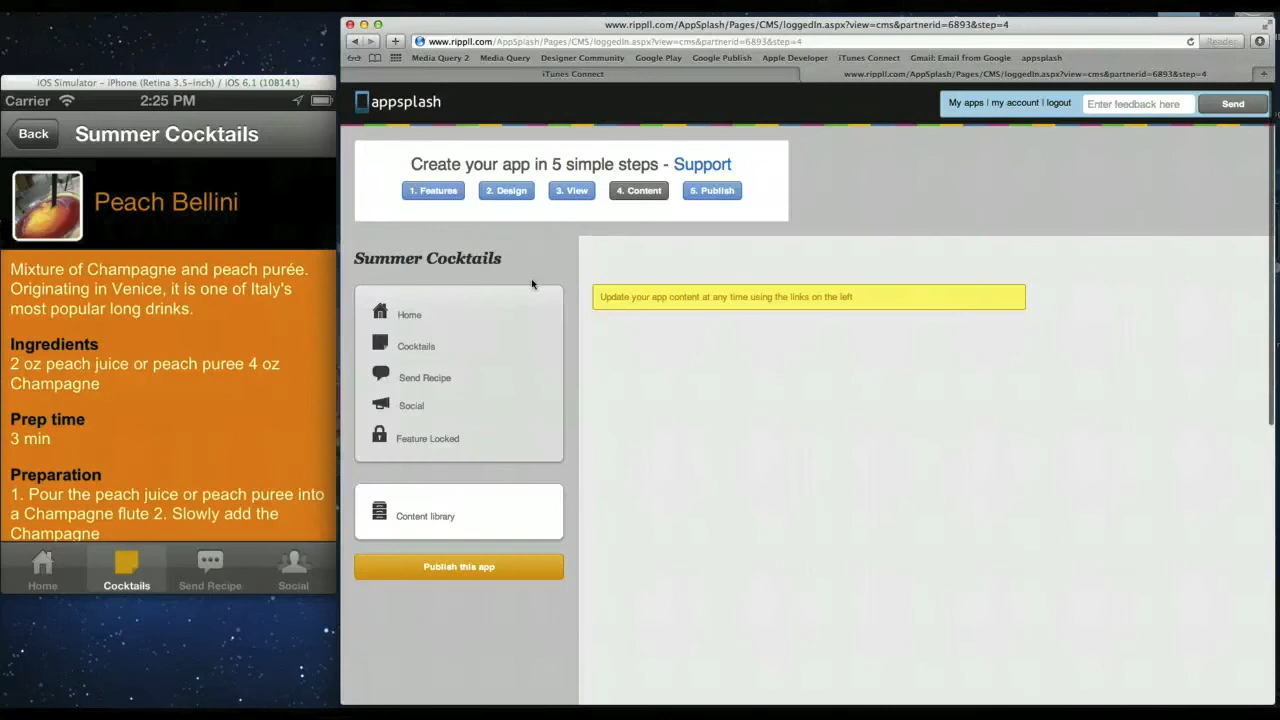 iOS Simulator - iPhone (Retina 3.5-inch) / iOS 6.1 (10B141)
Carrier 2:25 PM
Back Summer Cocktails
Peach Bellini
Mixture of Champagne and peach purée.
Originating in Venice, it is one of Italy's
most popular long drinks.
Ingredients
2 oz peach juice or peach puree 4 oz
Champagne
Prep time
3 min
Preparation
1. Pour the peach juice or peach puree into
a Champagne flute 2. Slowly add the
Champagne
Home Cocktails Send Recipe Social
www.rippll.com/AppSplash/Pages/CMS/loggedIn.aspx?view=cms&partnerid=6893&step=4
www.rippll.com/AppSplash/Pages/CMS/loggedIn.aspx?view=cms&partnerid=6893&step=4 Reader
Media Query 2 Media Query Designer Community Google Play Google Publish Apple Developer iTunes Connect Gmail: Email from Google appsplash
iTunes Connect www.rippll.com/AppSplash/Pages/CMS/loggedIn.aspx?view=cms&partnerid=6893&step=4
appsplash My apps | my account | logout Enter feedback here Send
Create your app in 5 simple steps - Support
1. Features 2. Design 3. View 4. Content 5. Publish
Summer Cocktails
Update your app content at any time using the links on the left
Home
Cocktails
Send Recipe
Social
Feature Locked
Content library
Publish this app